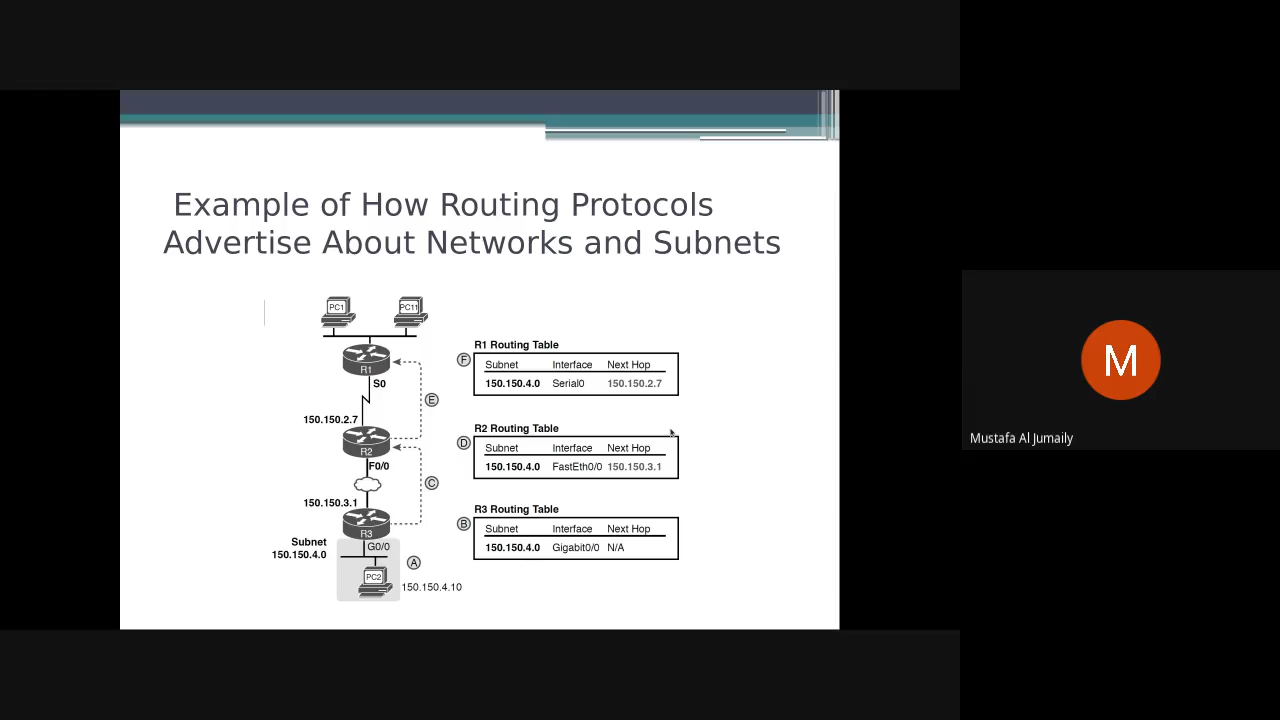 Example of How Routing Protocols
Advertise About Networks and Subnets
PC1
PC11
R1
S0
E
150.150.2.7
R2
F0/0
C
150.150.3.1
R3
G0/0
Subnet
150.150.4.0
A
PC2
150.150.4.10
R1 Routing Table
F
Subnet Interface Next Hop
150.150.4.0 Serial0 150.150.2.7
R2 Routing Table
D
Subnet Interface Next Hop
150.150.4.0 FastEth0/0 150.150.3.1
R3 Routing Table
B
Subnet Interface Next Hop
150.150.4.0 Gigabit0/0 N/A
M
Mustafa Al Jumaily